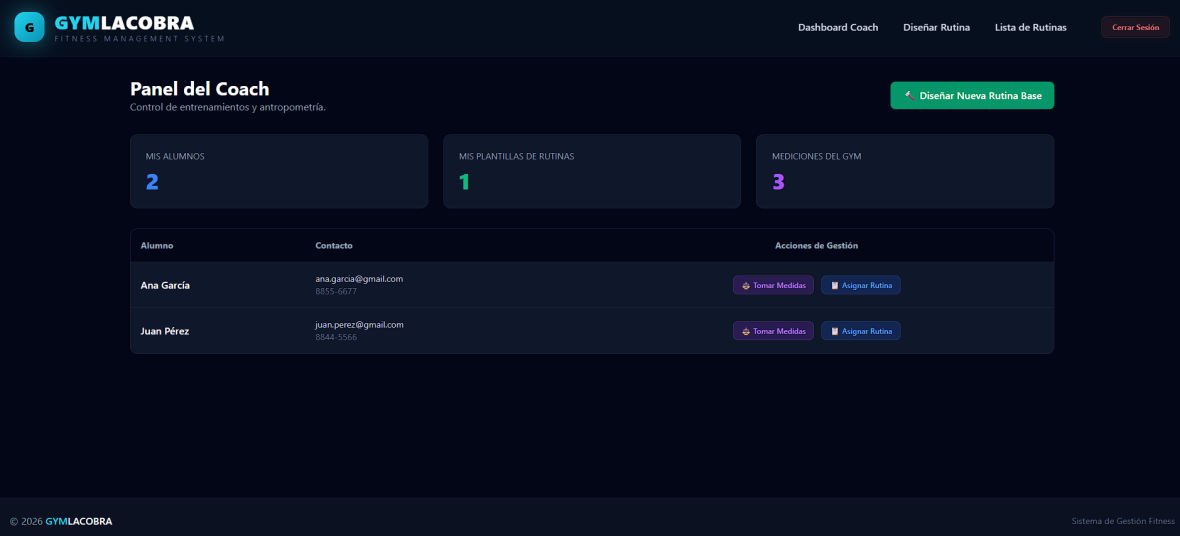 G
GYMLACOBRA
FITNESS MANAGEMENT SYSTEM
Dashboard Coach
Diseñar Rutina
Lista de Rutinas
Cerrar Sesión
Panel del Coach
Control de entrenamientos y antropometría.
Diseñar Nueva Rutina Base
MIS ALUMNOS
2
MIS PLANTILLAS DE RUTINAS
1
MEDICIONES DEL GYM
3
Alumno Contacto Acciones de Gestión
Ana García
ana.garcia@gmail.com
8855-6677
Tomar Medidas
Asignar Rutina
Juan Pérez
juan.perez@gmail.com
8844-5566
Tomar Medidas
Asignar Rutina
© 2026 GYMLACOBRA
Sistema de Gestión Fitness